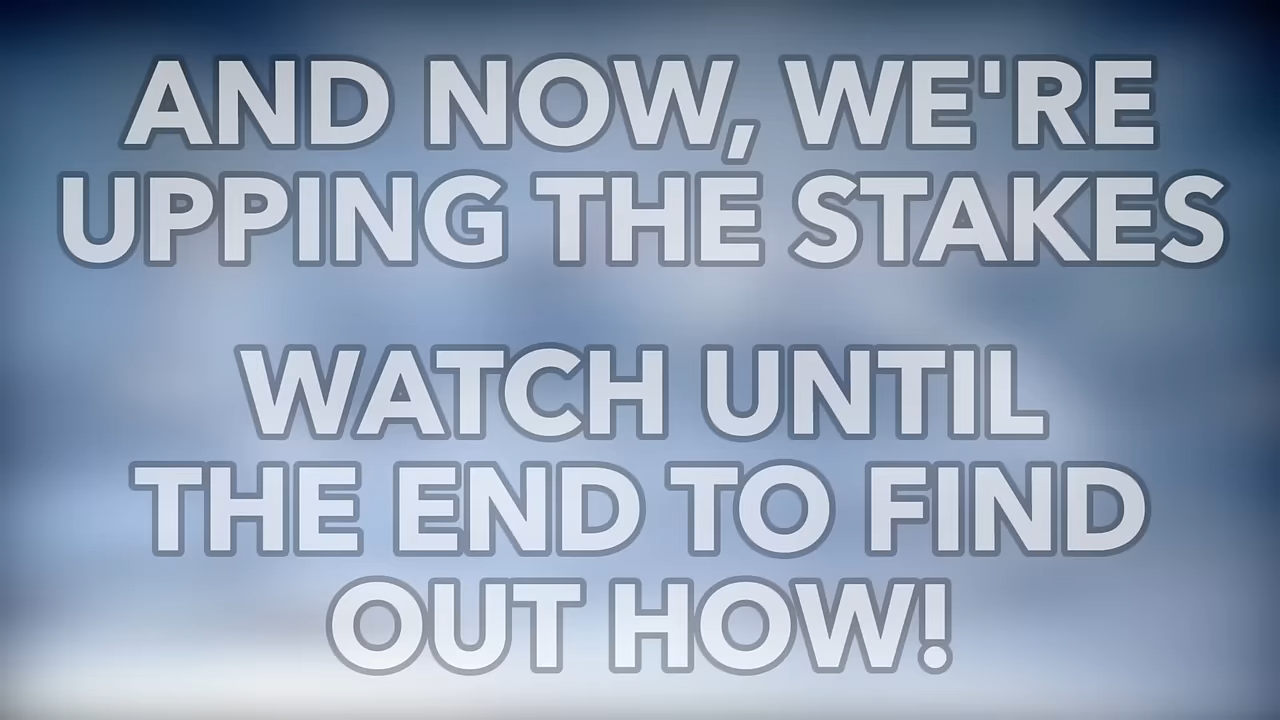 AND NOW, WE'RE
UPPING THE STAKES
WATCH UNTIL
THE END TO FIND
OUT HOW!